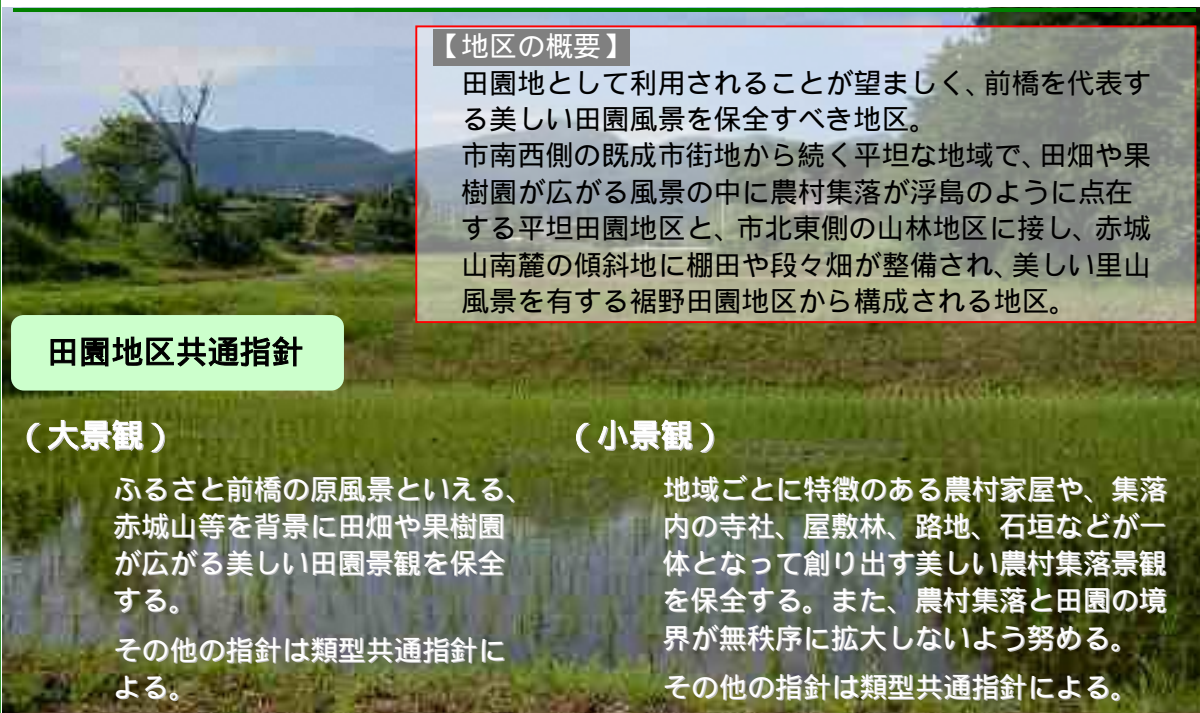 【地区の概要】
田園地として利用されることが望ましく、前橋を代表す
る美しい田園風景を保全すべき地区。
市南西側の既成市街地から続く平坦な地域で、田畑や果
樹園が広がる風景の中に農村集落が浮島のように点在
する平坦田園地区と、市北東側の山林地区に接し、赤城
山南麓の傾斜地に棚田や段々畑が整備され、美しい里山
風景を有する裾野田園地区から構成される地区。
田園地区共通指針
（大景観）
ふるさと前橋の原風景といえる、
赤城山等を背景に田畑や果樹園
が広がる美しい田園景観を保全
する。
その他の指針は類型共通指針に
よる。
（小景観）
地域ごとに特徴のある農村家屋や、集落
内の寺社、屋敷林、路地、石垣などが一
体となって創り出す美しい農村集落景観
を保全する。また、農村集落と田園の境
界が無秩序に拡大しないよう努める。
その他の指針は類型共通指針による。